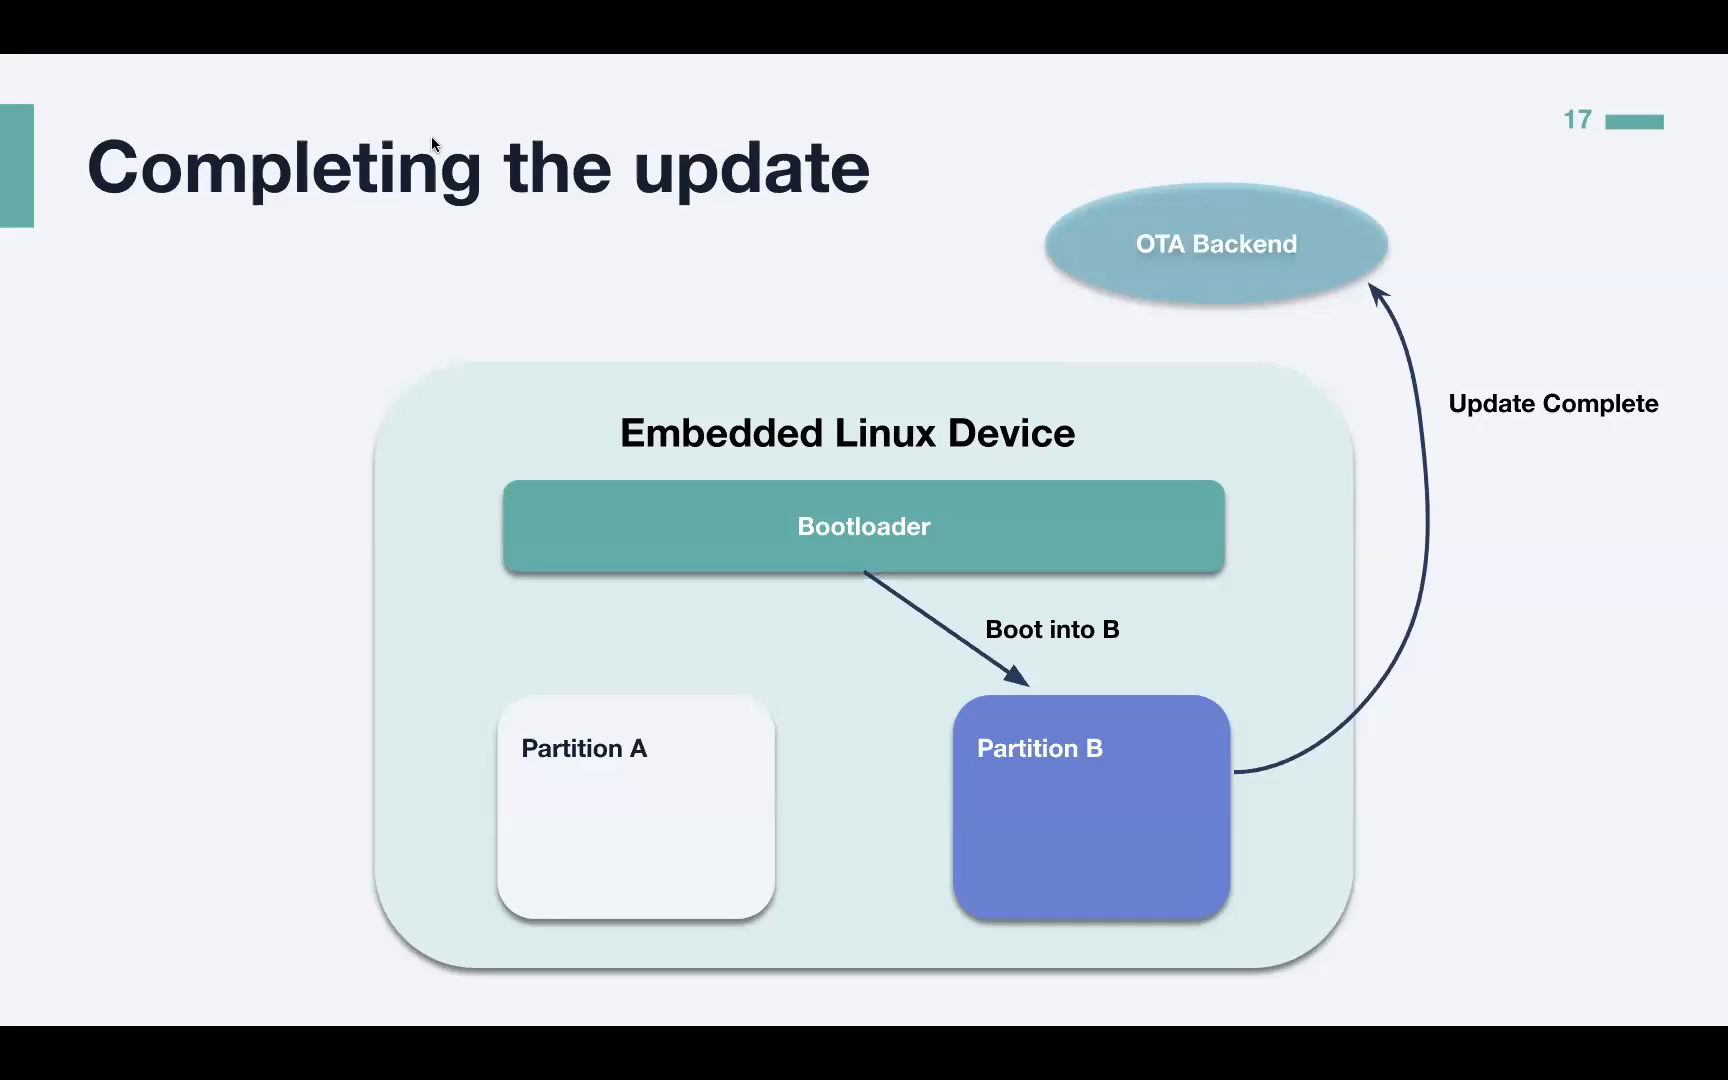 17
Completing the update
OTA Backend
Update Complete
Embedded Linux Device
Bootloader
Boot into B
Partition A
Partition B